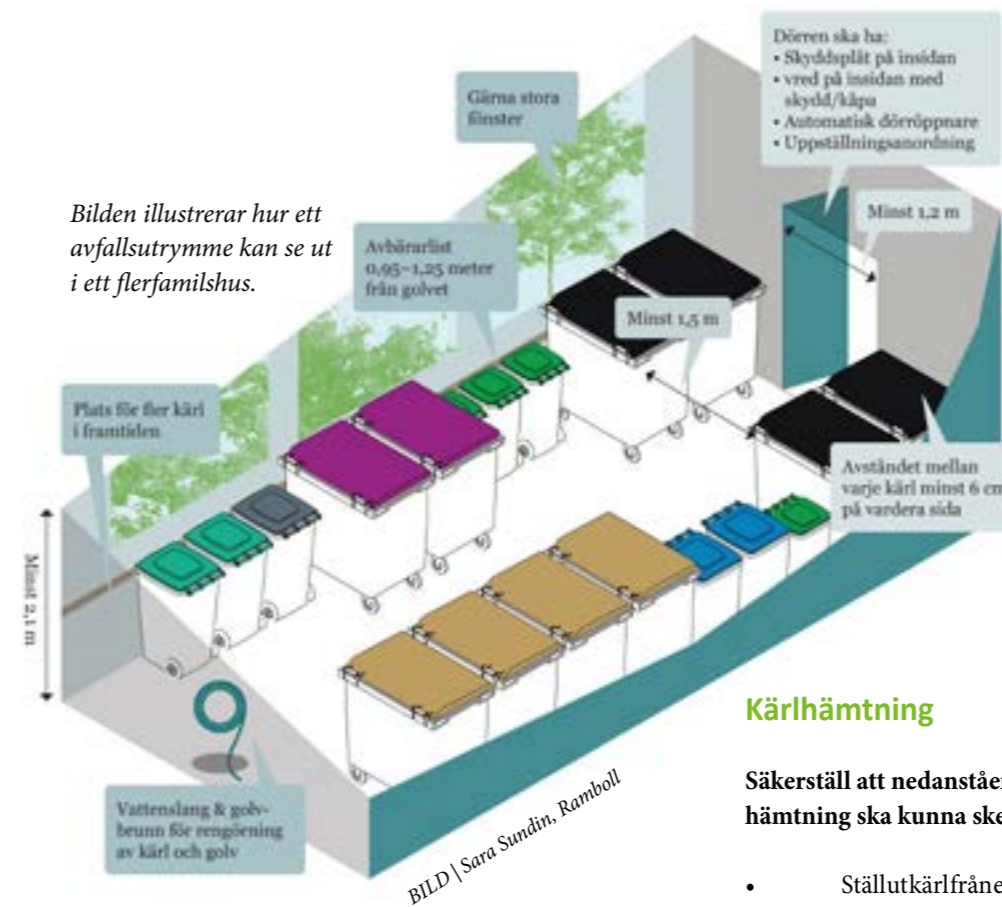 Dörren ska ha:
• Skyddsplåt på insidan
• vred på insidan med
skydd/kåpa
• Automatisk dörröppnare
• Uppställningsanordning
Gärna stora
fönster
Minst 1,2 m
Bilden illustrerar hur ett
avfallsutrymme kan se ut
i ett flerfamilshus.
Avbärarlist
0,95–1,25 meter
från golvet
Minst 1,5 m
Plats för fler kärl
i framtiden
Avståndet mellan
varje kärl minst 6 cm
på vardera sida
Minst 2,1 m
Vattenslang & golv-
brunn för rengörning
av kärl och golv
BILD | Sara Sundin, Ramboll
Kärlhämtning
Säkerställ att nedanståe
hämtning ska kunna ske
• Ställutkärlfråne